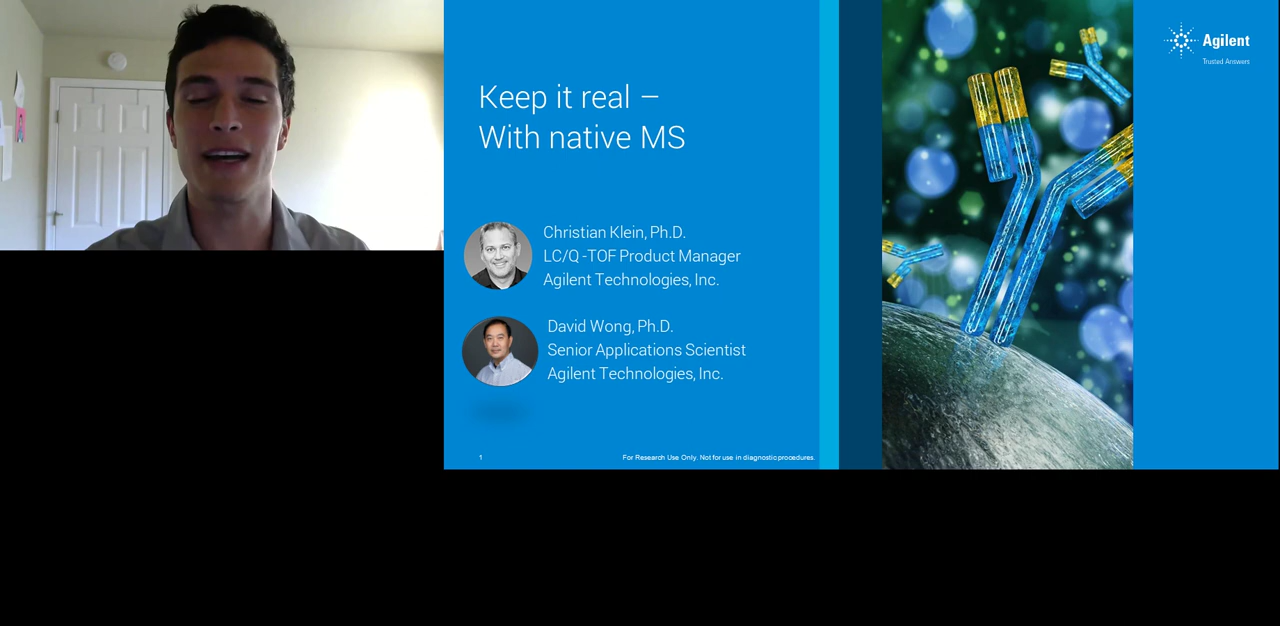 Keep it real –
With native MS
Christian Klein, Ph.D.
LC/Q -TOF Product Manager
Agilent Technologies, Inc.
David Wong, Ph.D.
Senior Applications Scientist
Agilent Technologies, Inc.
1
For Research Use Only. Not for use in diagnostic procedures.
Agilent
Trusted Answers